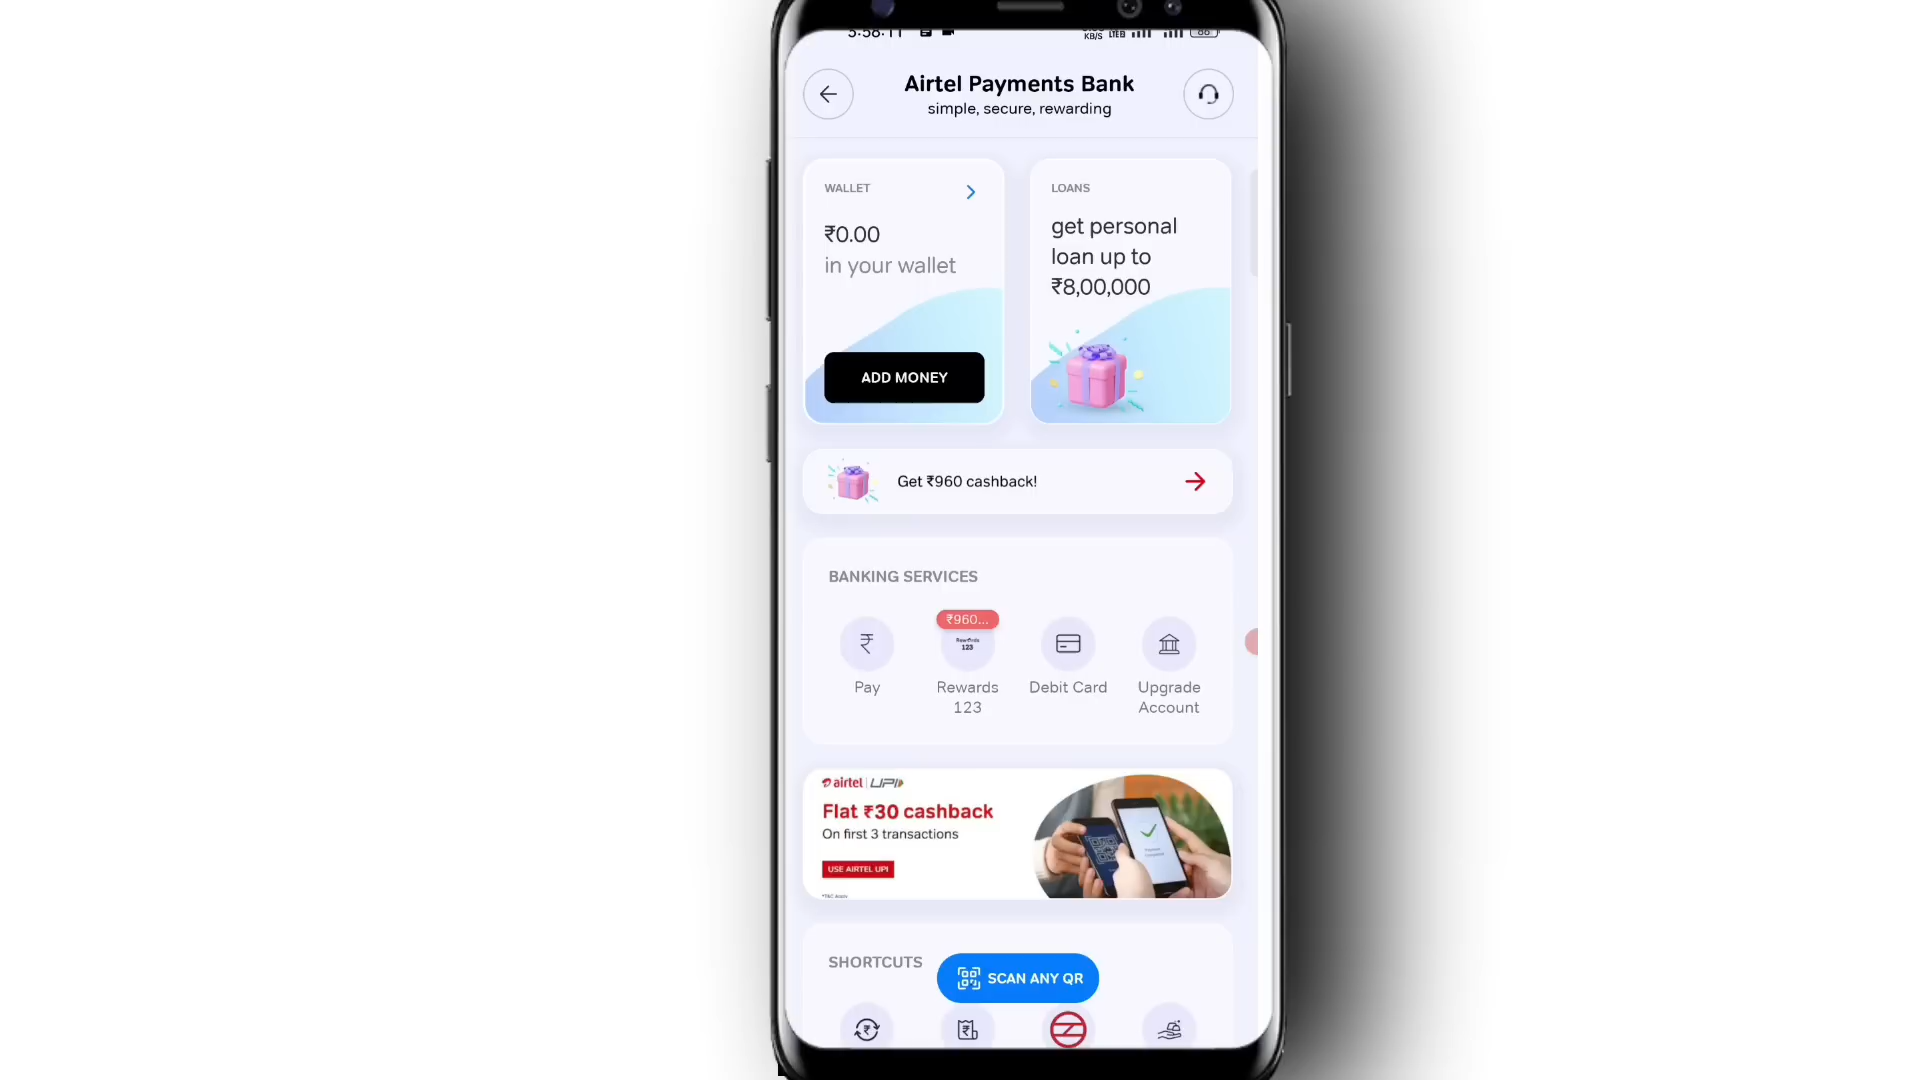 Airtel Payments Bank
simple, secure, rewarding
WALLET
₹0.00
in your wallet
ADD MONEY
LOANS
get personal
loan up to
₹8,00,000
Get ₹960 cashback!
BANKING SERVICES
₹960...
Rewards
123
Pay
Rewards
123
Debit Card
Upgrade
Account
airtel UPI
Flat ₹30 cashback
On first 3 transactions
USE AIRTEL UPI
SHORTCUTS
SCAN ANY QR